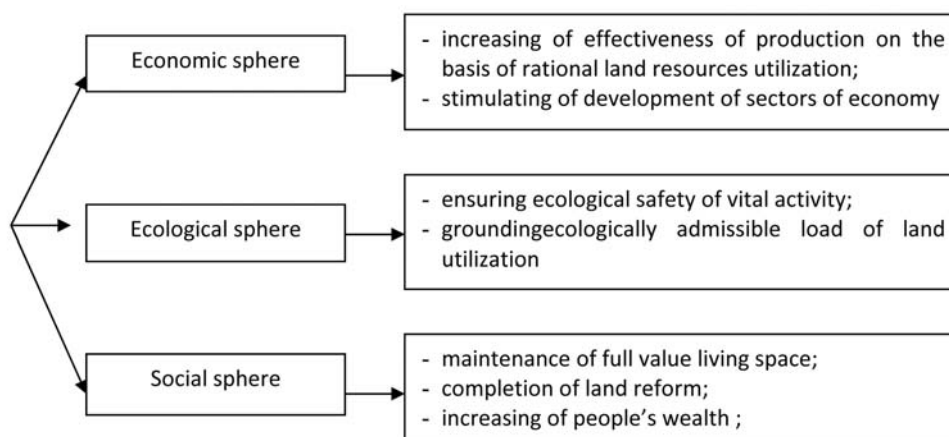 Economic sphere
- increasing of effectiveness of production on the
basis of rational land resources utilization;
- stimulating of development of sectors of economy
Ecological sphere
- ensuring ecological safety of vital activity;
- groundingecologically admissible load of land
utilization
Social sphere
- maintenance of full value living space;
- completion of land reform;
- increasing of people’s wealth ;